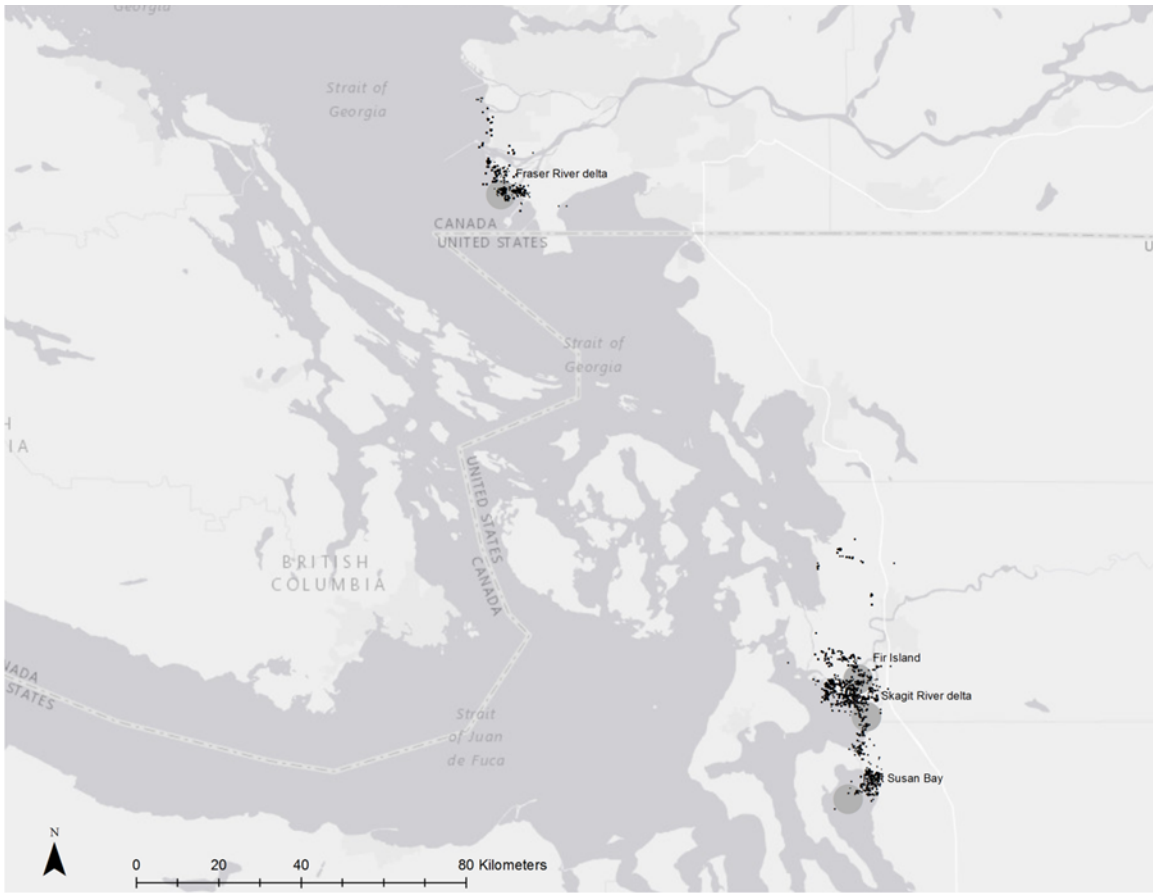 Georgia
Strait of
Georgia
Fraser River delta
CANADA
UNITED STATES
U
Strait of
Georgia
H
IA
UNITED STATES
CANADA
BRITISH
COLUMBIA
Fir Island
Skagit River delta
NADA
STATES
Strait
of Juan
de Fuca
Susan Bay
N
0 20 40 80 Kilometers